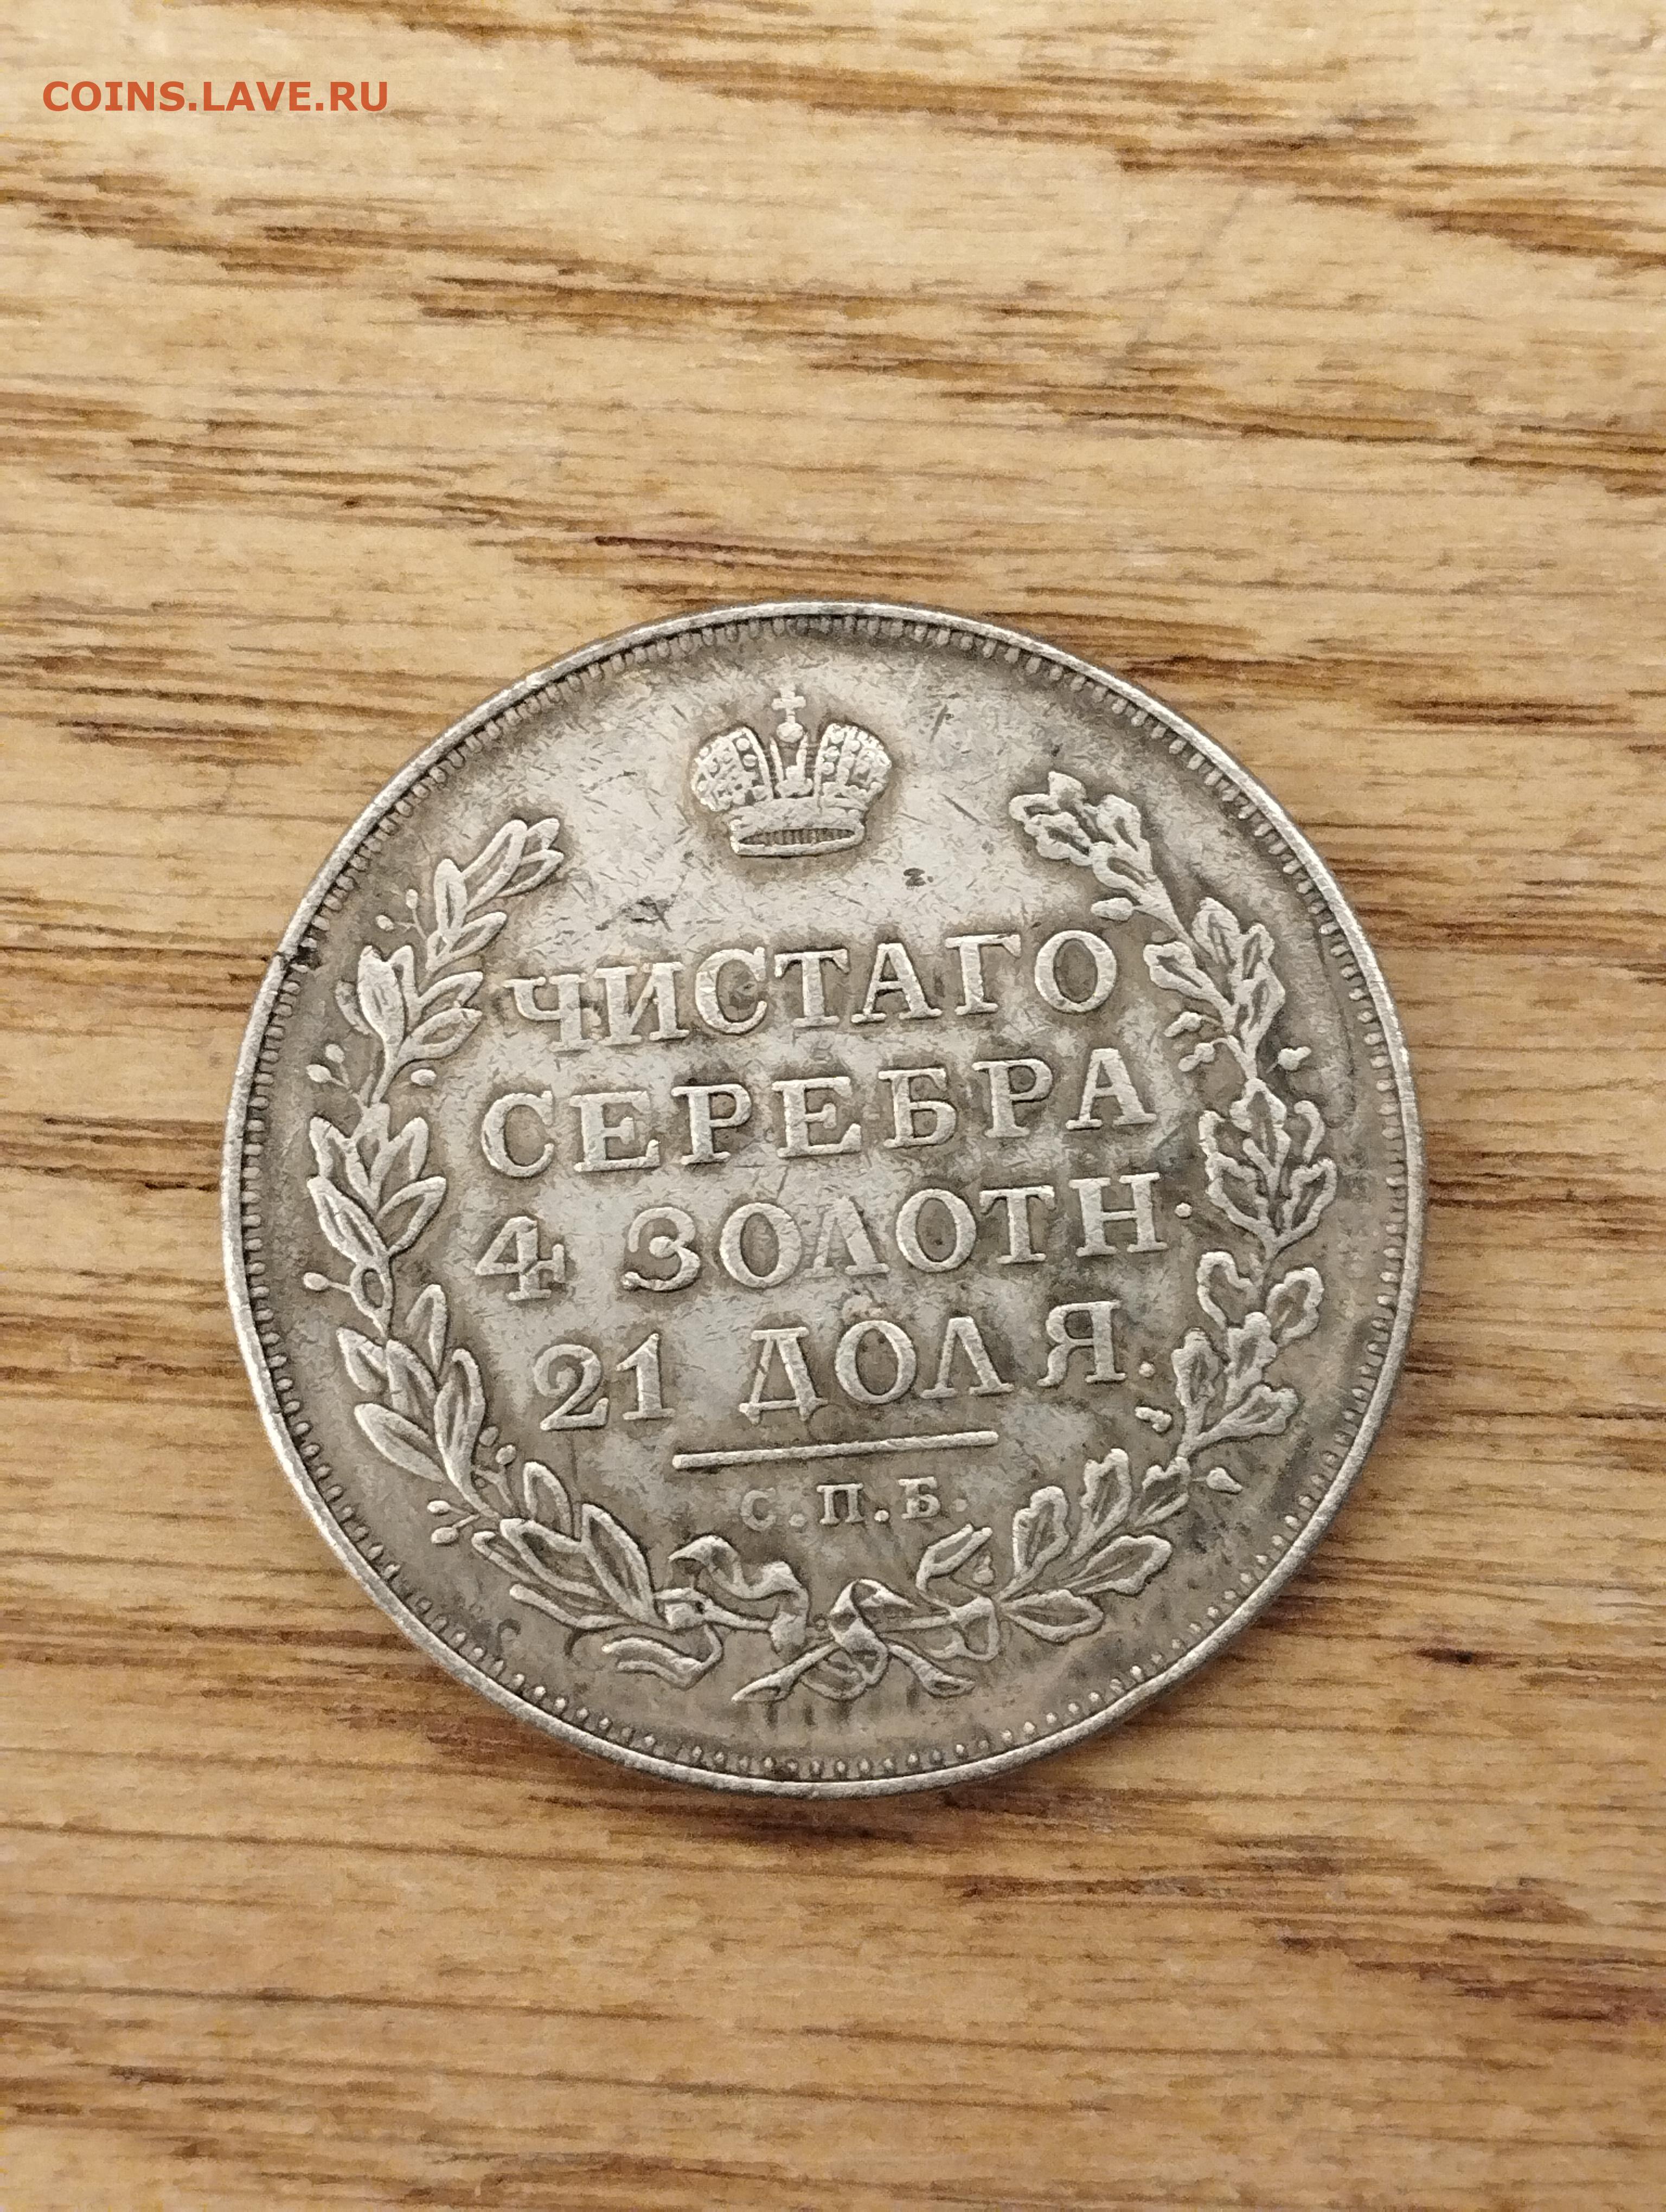 COINS.LAVE.RU
ЧИСТАГО
СЕРЕБРА
4 ЗОЛОТН.
21 ДОЛЯ.
С.П.Б.